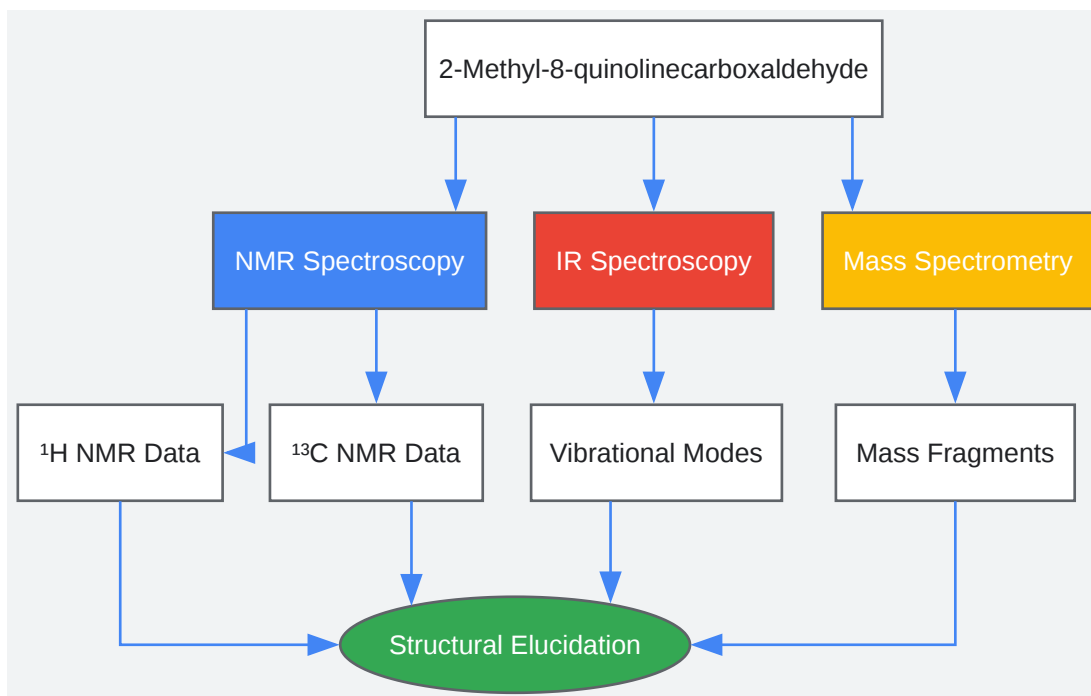 2-Methyl-8-quinolinecarboxaldehyde
NMR Spectroscopy
IR Spectroscopy
Mass Spectrometry
¹H NMR Data
¹³C NMR Data
Vibrational Modes
Mass Fragments
Structural Elucidation